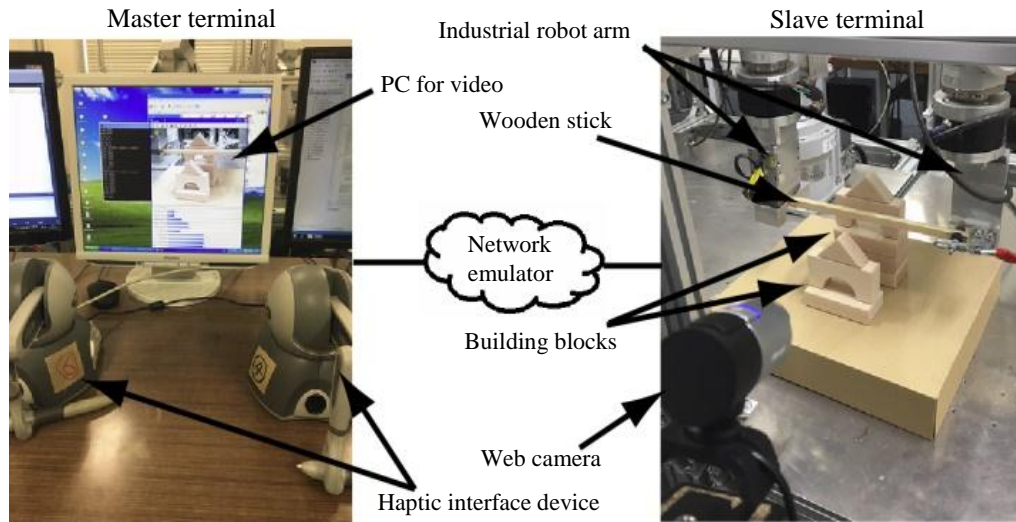 Master terminal
Slave terminal
Industrial robot arm
PC for video
Wooden stick
Network
emulator
Building blocks
Web camera
Haptic interface device